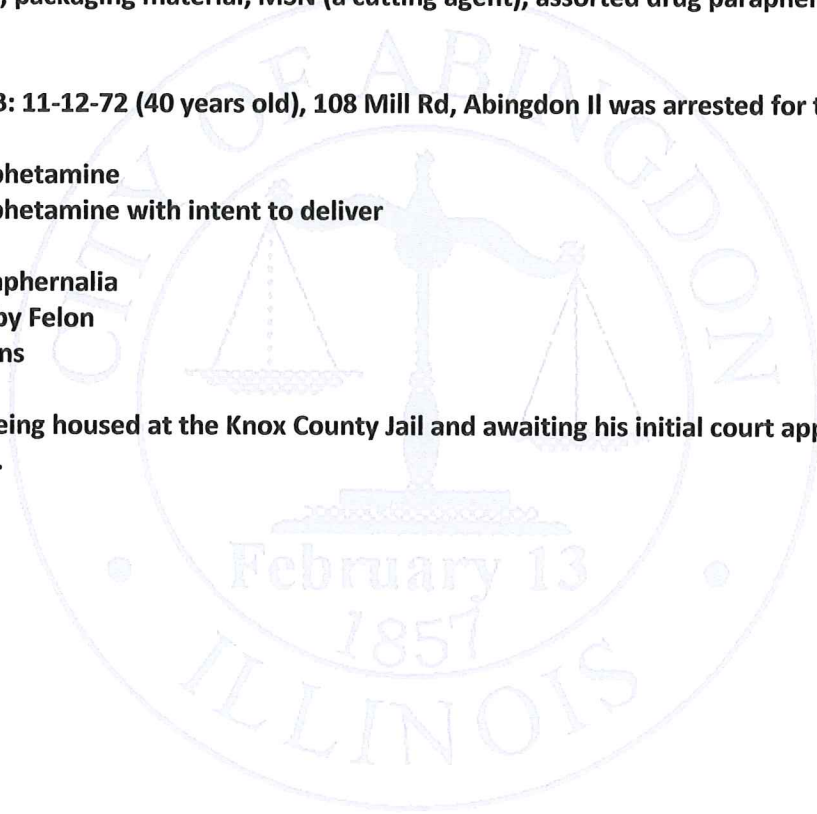 , packaging material, MSN (a cutting agent), assorted drug parapher
B: 11-12-72 (40 years old), 108 Mill Rd, Abingdon Il was arrested for t
phetamine
phetamine with intent to deliver
aphernalia
by Felon
ns
eing housed at the Knox County Jail and awaiting his initial court app
.
CITY OF ABINGDON
February 13
1857
ILLINOIS